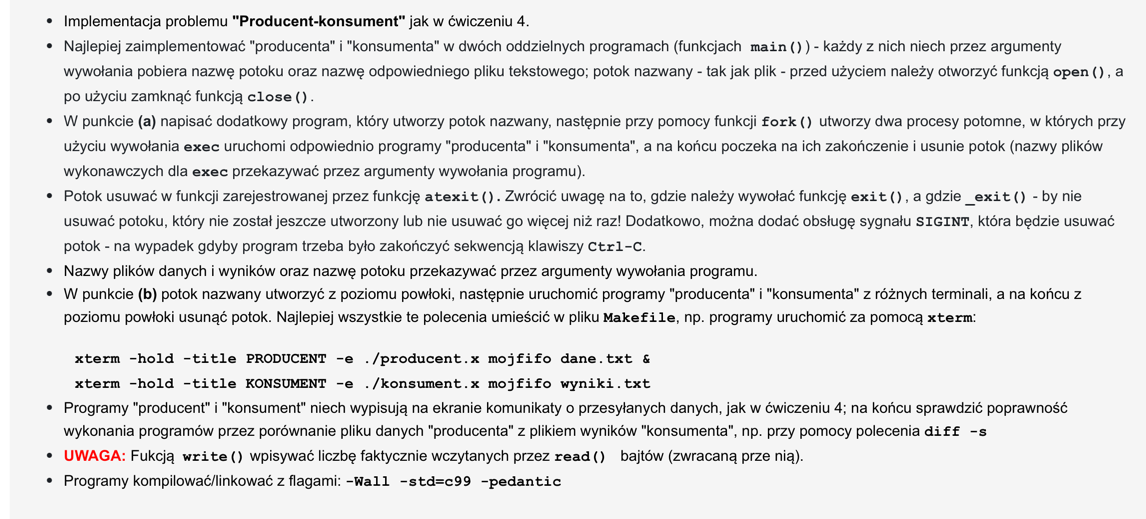 • Implementacja problemu "Producent-konsument" jak w ćwiczeniu 4.
• Najlepiej zaimplementować "producenta" i "konsumenta" w dwóch oddzielnych programach (funkcjach main()) - każdy z nich niech przez argumenty
wywołania pobiera nazwę potoku oraz nazwę odpowiedniego pliku tekstowego; potok nazwany - tak jak plik - przed użyciem należy otworzyć funkcją open(), a
po użyciu zamknąć funkcją close().
• W punkcie (a) napisać dodatkowy program, który utworzy potok nazwany, następnie przy pomocy funkcji fork() utworzy dwa procesy potomne, w których przy
użyciu wywołania exec uruchomi odpowiednio programy "producenta" i "konsumenta", a na końcu poczeka na ich zakończenie i usunie potok (nazwy plików
wykonawczych dla exec przekazywać przez argumenty wywołania programu).
• Potok usuwać w funkcji zarejestrowanej przez funkcję atexit(). Zwrócić uwagę na to, gdzie należy wywołać funkcję exit(), a gdzie _exit() - by nie
usuwać potoku, który nie został jeszcze utworzony lub nie usuwać go więcej niż raz! Dodatkowo, można dodać obsługę sygnału SIGINT, która będzie usuwać
potok - na wypadek gdyby program trzeba było zakończyć sekwencją klawiszy Ctrl-C.
• Nazwy plików danych i wyników oraz nazwę potoku przekazywać przez argumenty wywołania programu.
• W punkcie (b) potok nazwany utworzyć z poziomu powłoki, następnie uruchomić programy "producenta" i "konsumenta" z różnych terminali, a na końcu z
poziomu powłoki usunąć potok. Najlepiej wszystkie te polecenia umieścić w pliku Makefile, np. programy uruchomić za pomocą xterm:
xterm -hold -title PRODUCENT -e ./producent.x mojfifo dane.txt &
xterm -hold -title KONSUMENT -e ./konsument.x mojfifo wyniki.txt
• Programy "producent" i "konsument" niech wypisują na ekranie komunikaty o przesyłanych danych, jak w ćwiczeniu 4; na końcu sprawdzić poprawność
wykonania programów przez porównanie pliku danych "producenta" z plikiem wyników "konsumenta", np. przy pomocy polecenia diff -s
• UWAGA: Fukcją write() wpisywać liczbę faktycznie wczytanych przez read() bajtów (zwracaną prze nią).
• Programy kompilować/linkować z flagami: -Wall -std=c99 -pedantic